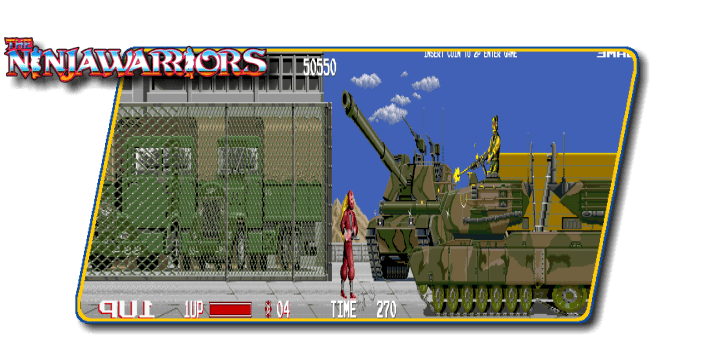 THE
NINJAWARRIORS
50550
INSERT COIN TO 2P ENTER GAME
1UP 04 TIME 270